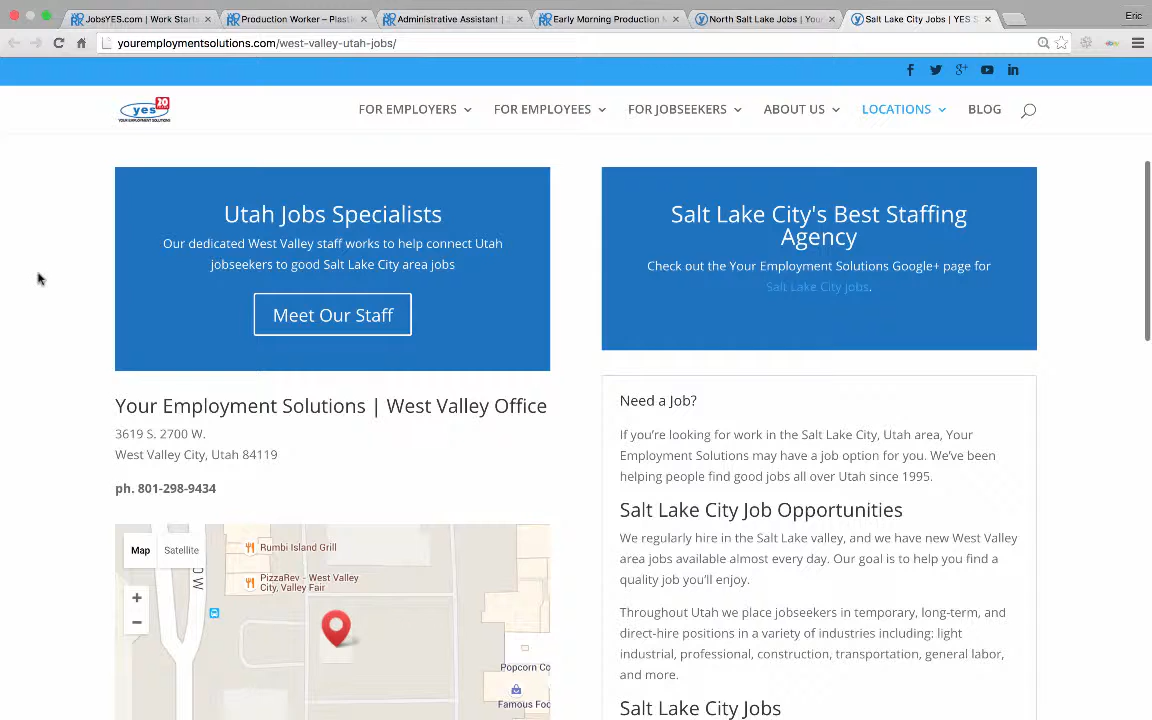 JobsYES.com | Work Starts
Production Worker – Plasti
Administrative Assistant | J
Early Morning Production M
North Salt Lake Jobs | Your
Salt Lake City Jobs | YES S
Eric
youremploymentsolutions.com/west-valley-utah-jobs/
yes 20
YOUR EMPLOYMENT SOLUTIONS
FOR EMPLOYERS
FOR EMPLOYEES
FOR JOBSEEKERS
ABOUT US
LOCATIONS
BLOG
Utah Jobs Specialists
Our dedicated West Valley staff works to help connect Utah
jobseekers to good Salt Lake City area jobs
Meet Our Staff
Salt Lake City's Best Staffing
Agency
Check out the Your Employment Solutions Google+ page for
Salt Lake City jobs.
Your Employment Solutions | West Valley Office
3619 S. 2700 W.
West Valley City, Utah 84119
ph. 801-298-9434
Map
Satellite
Rumbi Island Grill
PizzaRev - West Valley
City, Valley Fair
Popcorn Co
Famous Foo
Need a Job?
If you're looking for work in the Salt Lake City, Utah area, Your
Employment Solutions may have a job option for you. We've been
helping people find good jobs all over Utah since 1995.
Salt Lake City Job Opportunities
We regularly hire in the Salt Lake valley, and we have new West Valley
area jobs available almost every day. Our goal is to help you find a
quality job you'll enjoy.
Throughout Utah we place jobseekers in temporary, long-term, and
direct-hire positions in a variety of industries including: light
industrial, professional, construction, transportation, general labor,
and more.
Salt Lake City Jobs